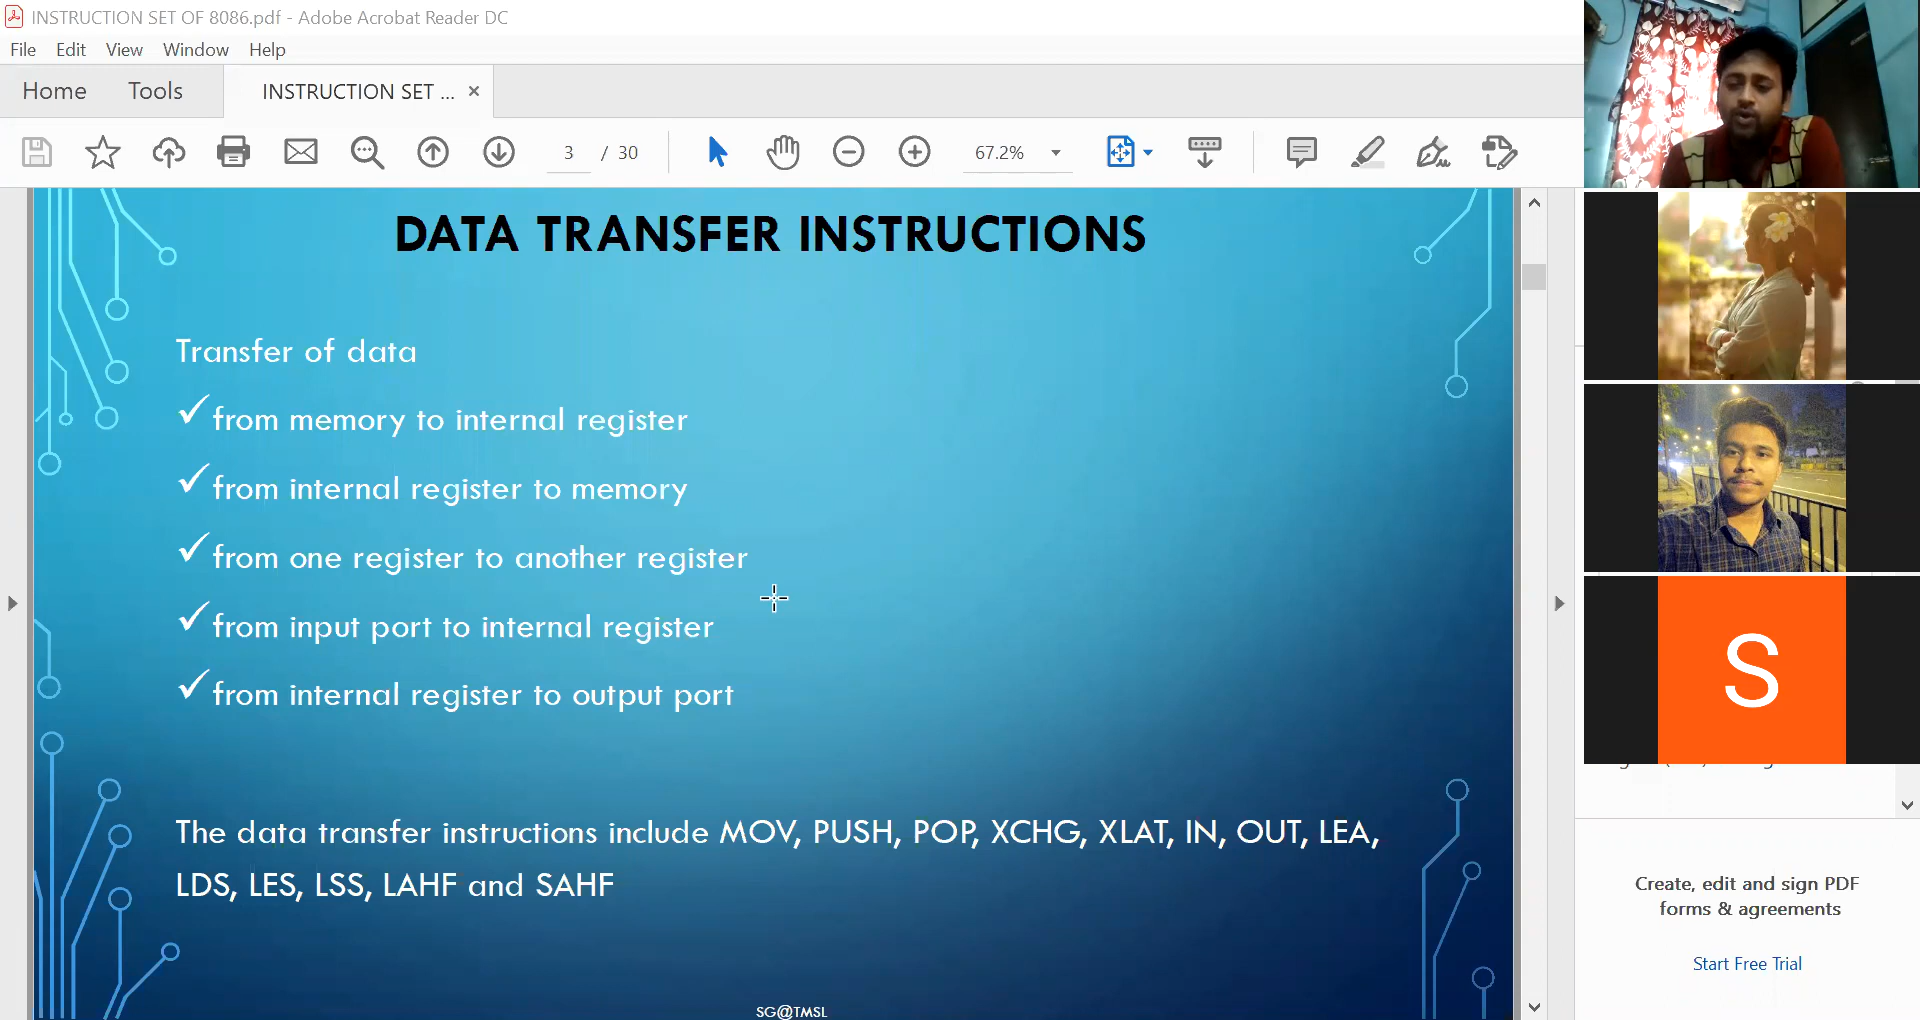 INSTRUCTION SET OF 8086.pdf - Adobe Acrobat Reader DC
File Edit View Window Help
Home Tools INSTRUCTION SET ... ×
3 / 30 67.2%
DATA TRANSFER INSTRUCTIONS
Transfer of data
✓from memory to internal register
✓from internal register to memory
✓from one register to another register
✓from input port to internal register
✓from internal register to output port
The data transfer instructions include MOV, PUSH, POP, XCHG, XLAT, IN, OUT, LEA,
LDS, LES, LSS, LAHF and SAHF
SG@TMSL
S
Create, edit and sign PDF
forms & agreements
Start Free Trial